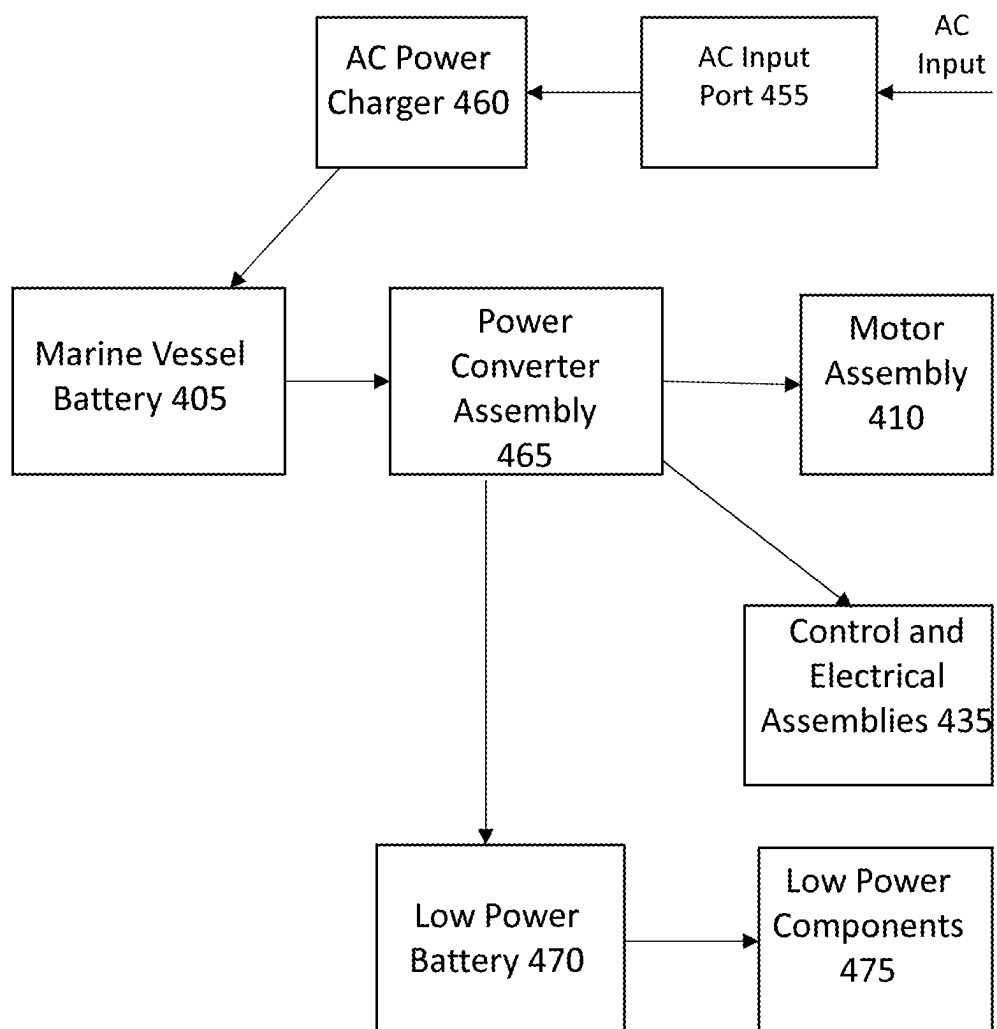 AC Power
Charger 460
AC Input
Port 455
AC
Input
Marine Vessel
Battery 405
Power
Converter
Assembly
465
Motor
Assembly
410
Control and
Electrical
Assemblies 435
Low Power
Battery 470
Low Power
Components
475